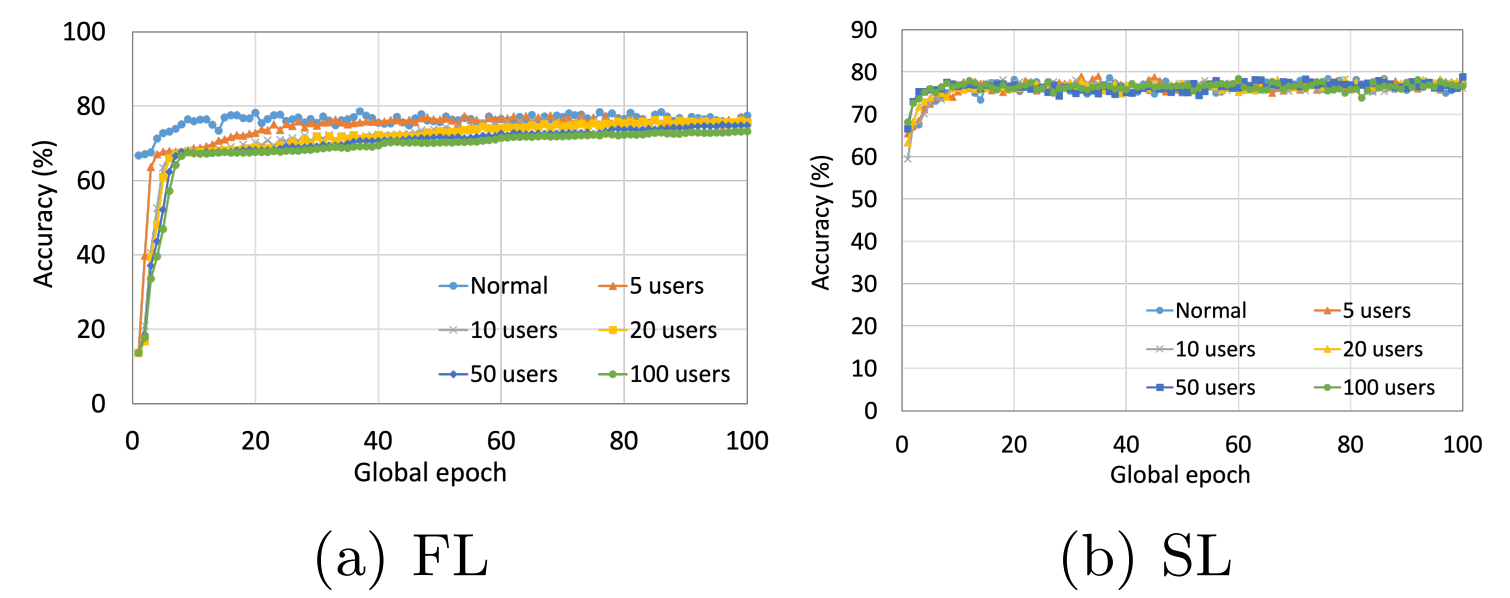 100
80
60
40
20
0
Accuracy (%)
Normal
5 users
10 users
20 users
50 users
100 users
0 20 40 60 80 100
Global epoch
(a) FL
90
80
70
60
50
40
30
20
10
0
Accuracy (%)
Normal
5 users
10 users
20 users
50 users
100 users
0 20 40 60 80 100
Global epoch
(b) SL